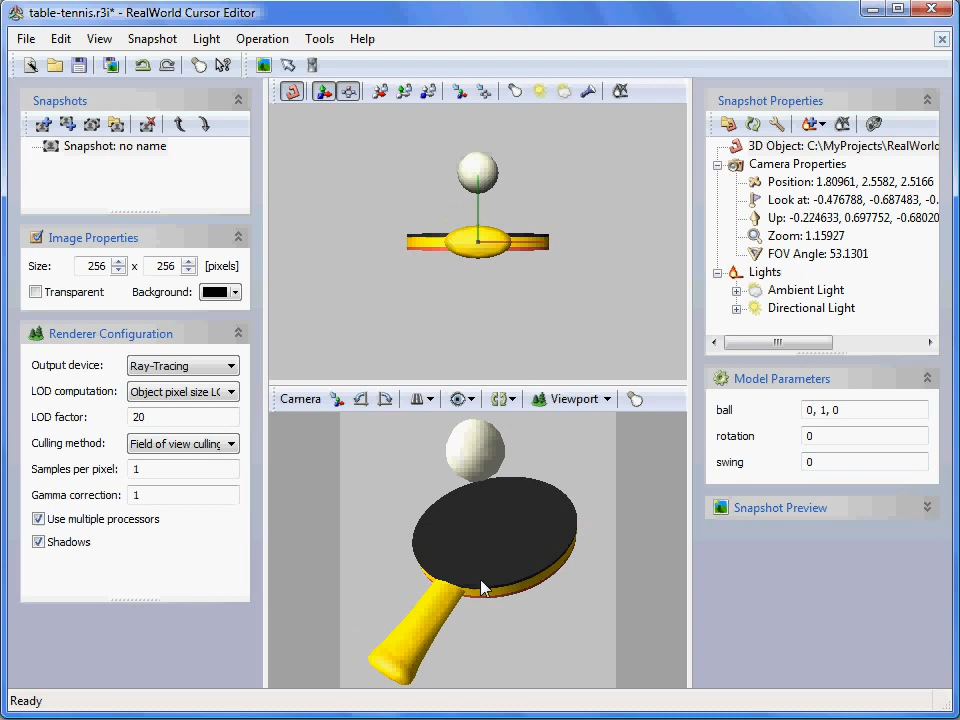 table-tennis.r3i* - RealWorld Cursor Editor
File Edit View Snapshot Light Operation Tools Help
Snapshots
Snapshot: no name
Image Properties
Size: 256 x 256 [pixels]
Transparent Background:
Renderer Configuration
Output device: Ray-Tracing
LOD computation: Object pixel size LC
LOD factor: 20
Culling method: Field of view culling
Samples per pixel: 1
Gamma correction: 1
Use multiple processors
Shadows
Camera Viewport
Snapshot Properties
3D Object: C:\MyProjects\RealWorld
Camera Properties
Position: 1.80961, 2.5582, 2.5166
Look at: -0.476788, -0.687483, -0.
Up: -0.224633, 0.697752, -0.68020
Zoom: 1.15927
FOV Angle: 53.1301
Lights
Ambient Light
Directional Light
Model Parameters
ball 0, 1, 0
rotation 0
swing 0
Snapshot Preview
Ready